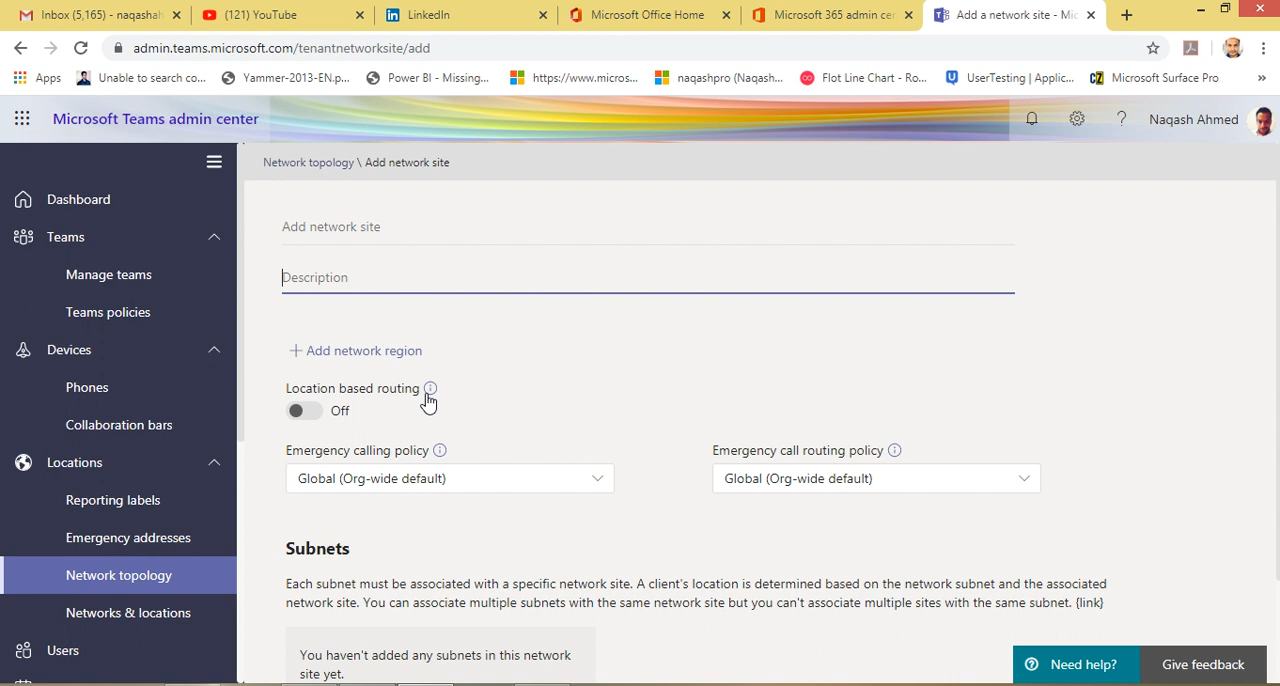 Inbox (5,165) - naqashah
(121) YouTube
LinkedIn
Microsoft Office Home
Microsoft 365 admin cen
Add a network site - Mic
admin.teams.microsoft.com/tenantnetworksite/add
Apps
Unable to search co...
Yammer-2013-EN.p...
Power BI - Missing...
https://www.micros...
naqashpro (Naqash...
Flot Line Chart - Ro...
UserTesting | Applic...
Microsoft Surface Pro
»
Microsoft Teams admin center
?
Naqash Ahmed
Dashboard
Teams
Manage teams
Teams policies
Devices
Phones
Collaboration bars
Locations
Reporting labels
Emergency addresses
Network topology
Networks & locations
Users
Network topology \ Add network site
Add network site
Description
+ Add network region
Location based routing
Off
Emergency calling policy
Global (Org-wide default)
Emergency call routing policy
Global (Org-wide default)
Subnets
Each subnet must be associated with a specific network site. A client's location is determined based on the network subnet and the associated
network site. You can associate multiple subnets with the same network site but you can't associate multiple sites with the same subnet. {link}
You haven't added any subnets in this network
site yet.
Need help?
Give feedback